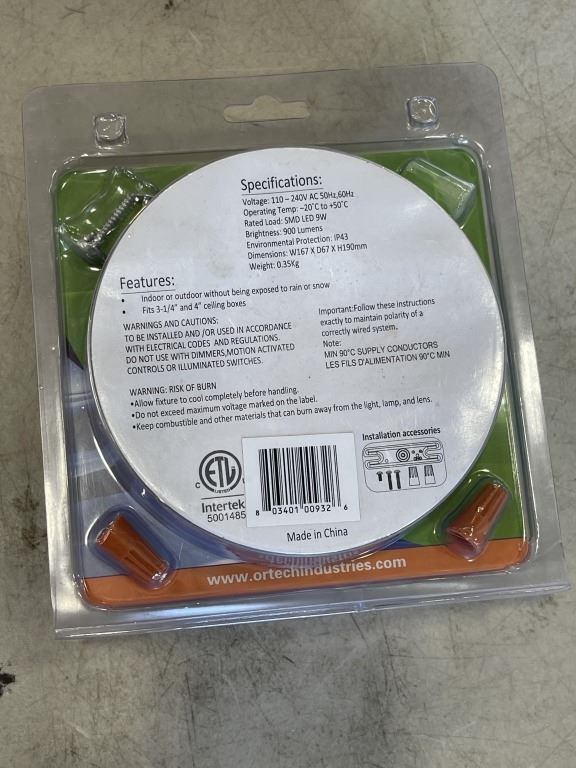 Specifications:
Voltage: 110 – 240V AC 50Hz,60Hz
Operating Temp: –20˚C to +50˚C
Rated Load: SMD LED 9W
Brightness: 900 Lumens
Environmental Protection: IP43
Dimensions: W167 X D67 X H190mm
Weight: 0.35Kg
Features:
• Indoor or outdoor without being exposed to rain or snow
• Fits 3-1/4” and 4” ceiling boxes
WARNINGS AND CAUTIONS:
TO BE INSTALLED AND /OR USED IN ACCORDANCE
WITH ELECTRICAL CODES AND REGULATIONS.
DO NOT USE WITH DIMMERS,MOTION ACTIVATED
CONTROLS OR ILLUMINATED SWITCHES.
Important:Follow these instructions
exactly to maintain polarity of a
correctly wired system.
Note:
MIN 90°C SUPPLY CONDUCTORS
LES FILS D'ALIMENTATION 90°C MIN
WARNING: RISK OF BURN
•Allow fixture to cool completely before handling.
•Do not exceed maximum voltage marked on the label.
•Keep combustible and other materials that can burn away from the light, lamp, and lens.
Installation accessories
C ETL
LISTED
Intertek
5001485
8 03401 00932 6
Made in China
www.ortechindustries.com